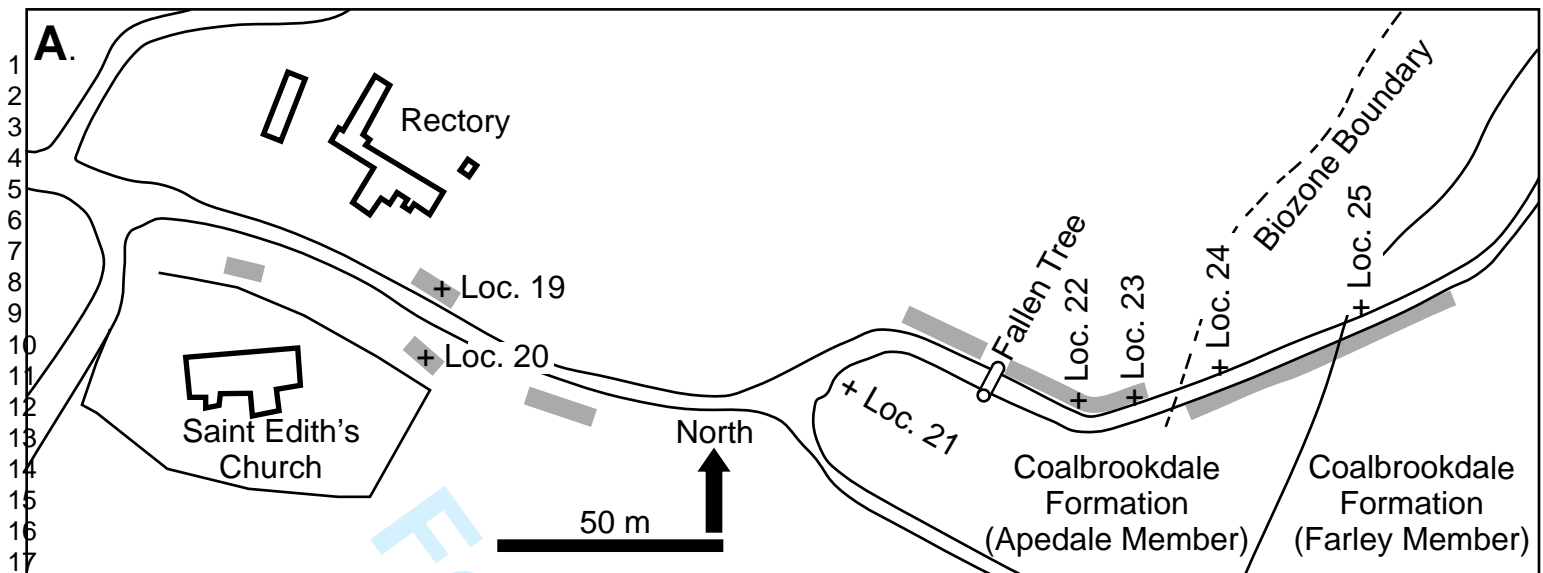 A.
1
2
3
4
5
6
7
8
9
10
11
12
13
14
15
16
17
Rectory
Loc. 19
Loc. 20
Saint Edith's
Church
North
50 m
Loc. 21
Fallen Tree
Loc. 22
Loc. 23
Loc. 24
Biozone Boundary
Loc. 25
Coalbrookdale
Formation
(Apedale Member)
Coalbrookdale
Formation
(Farley Member)